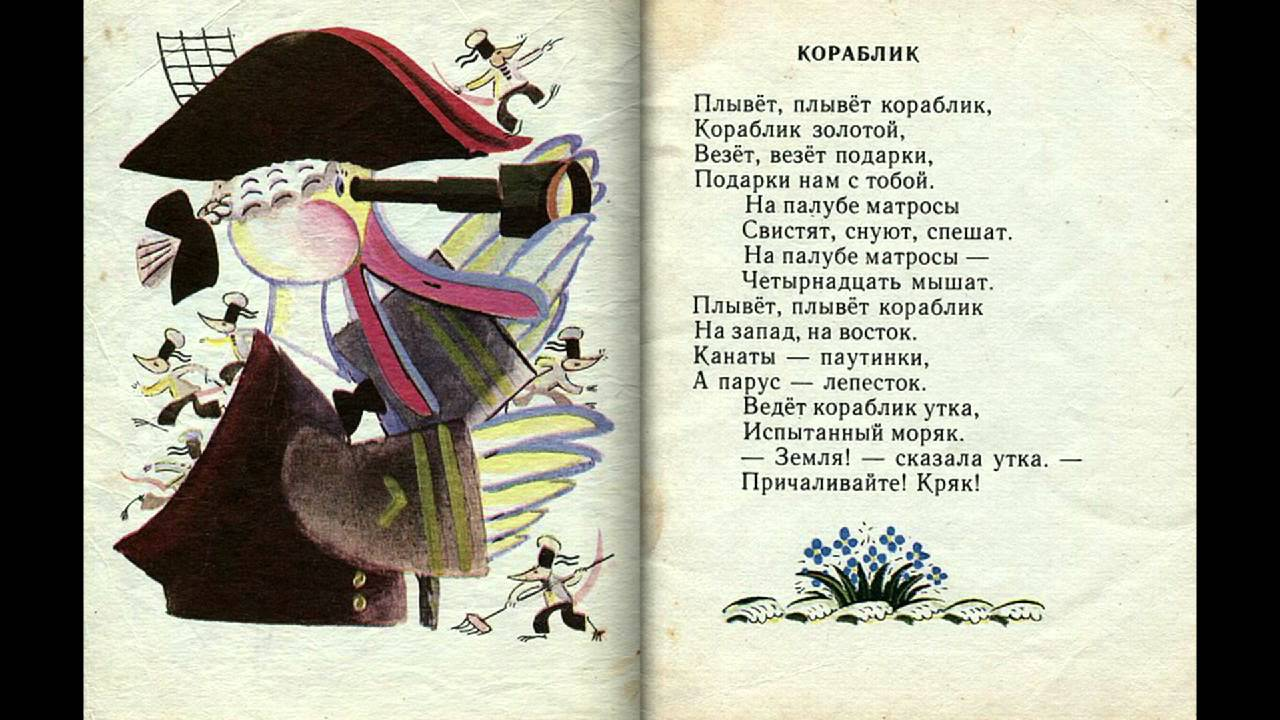 КОРАБЛИК
Плывёт, плывёт кораблик,
Кораблик золотой,
Везёт, везёт подарки,
Подарки нам с тобой.
На палубе матросы
Свистят, снуют, спешат.
На палубе матросы —
Четырнадцать мышат.
Плывёт, плывёт кораблик
На запад, на восток.
Канаты — паутинки,
А парус — лепесток.
Ведёт кораблик утка,
Испытанный моряк.
— Земля! — сказала утка. —
Причаливайте! Кряк!